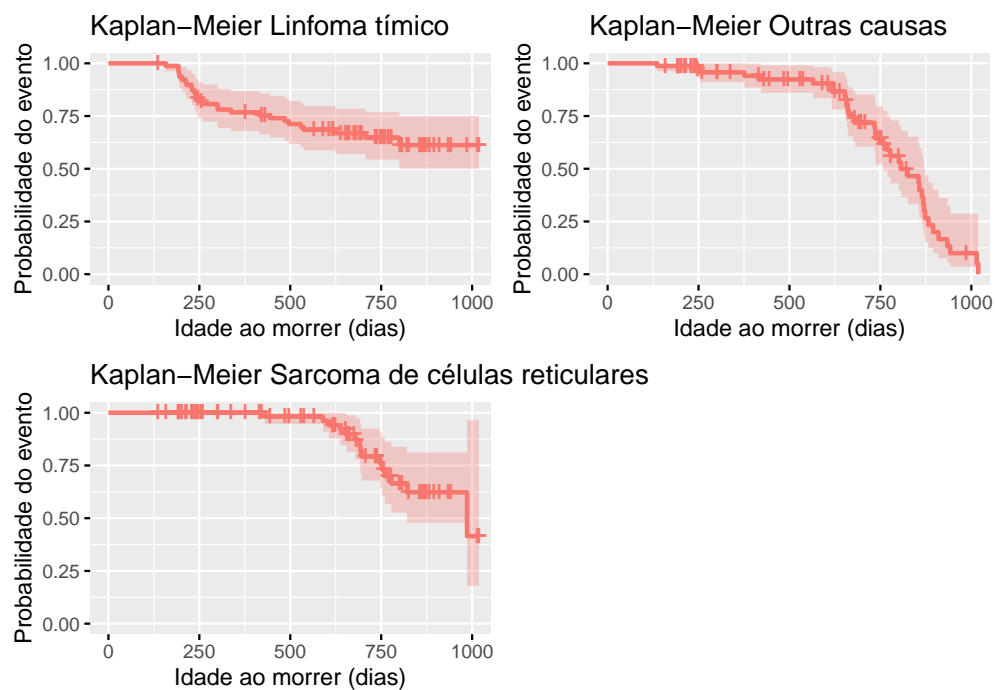 Kaplan−Meier Linfoma tímico
Probabilidade do evento
1.00
0.75
0.50
0.25
0.00
0 250 500 750 1000
Idade ao morrer (dias)
Kaplan−Meier Outras causas
Probabilidade do evento
1.00
0.75
0.50
0.25
0.00
0 250 500 750 1000
Idade ao morrer (dias)
Kaplan−Meier Sarcoma de células reticulares
Probabilidade do evento
1.00
0.75
0.50
0.25
0.00
0 250 500 750 1000
Idade ao morrer (dias)